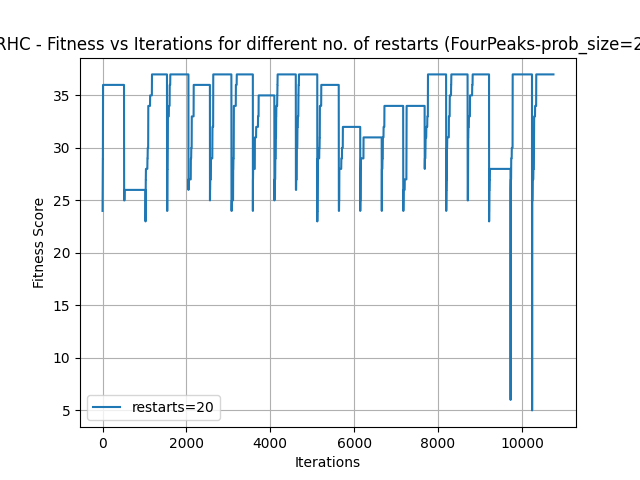 RHC - Fitness vs Iterations for different no. of restarts (FourPeaks-prob_size=2
Fitness Score
35
30
25
20
15
10
5
restarts=20
0 2000 4000 6000 8000 10000
Iterations